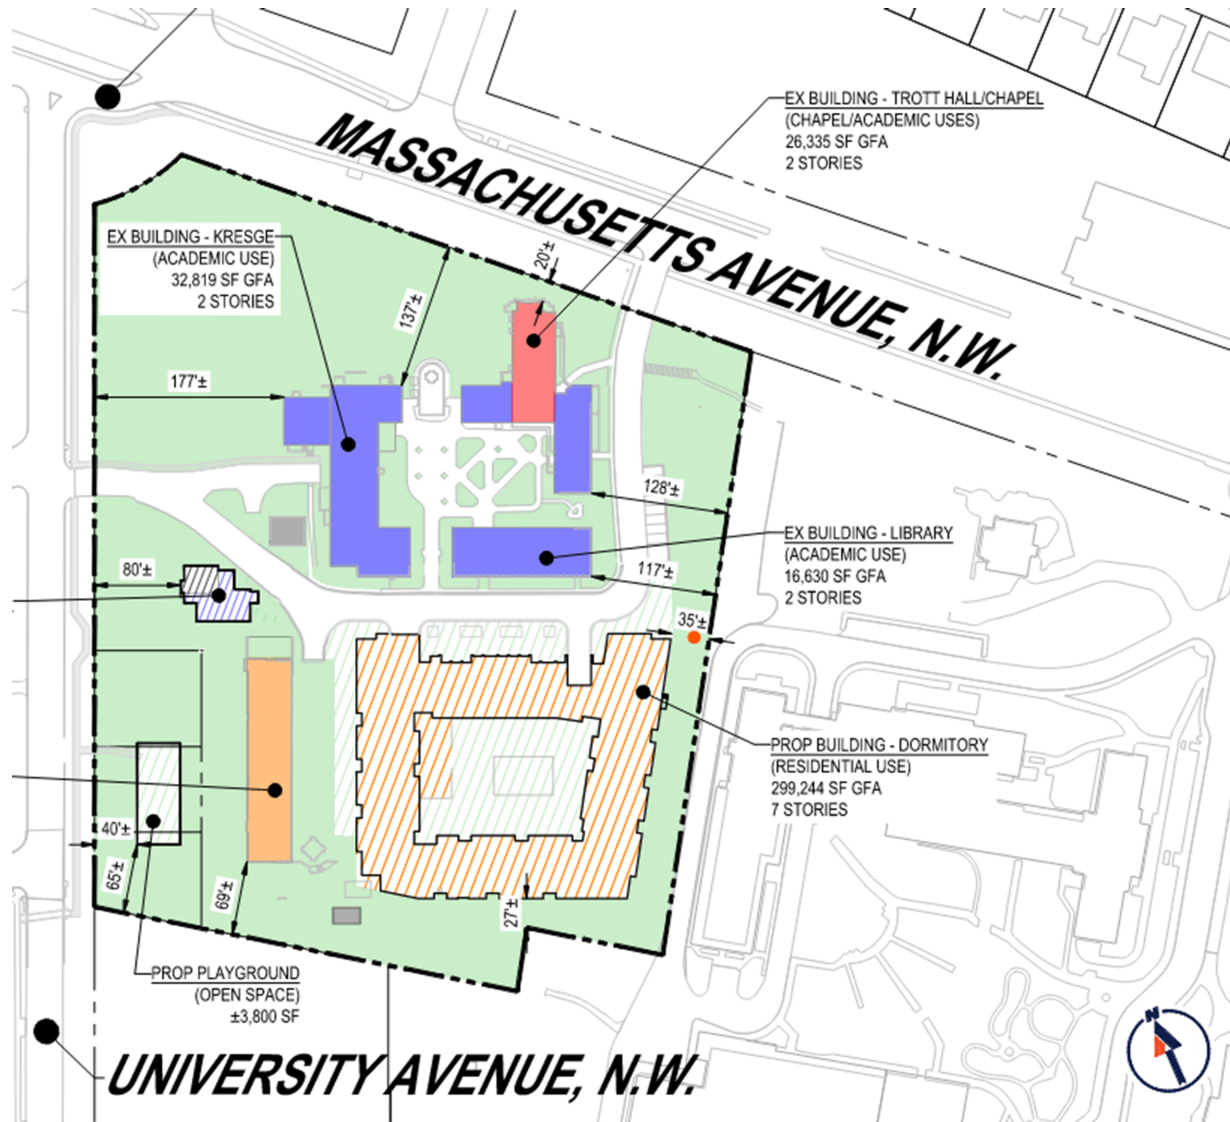 MASSACHUSETTS AVENUE, N.W.
EX BUILDING - TROTT HALL/CHAPEL
(CHAPEL/ACADEMIC USES)
26,335 SF GFA
2 STORIES
EX BUILDING - KRESGE
(ACADEMIC USE)
32,819 SF GFA
2 STORIES
20'±
137'±
177'±
128'±
EX BUILDING - LIBRARY
(ACADEMIC USE)
16,630 SF GFA
2 STORIES
117'±
80'±
35'±
PROP BUILDING - DORMITORY
(RESIDENTIAL USE)
299,244 SF GFA
7 STORIES
40'±
65'±
69'±
27'±
PROP PLAYGROUND
(OPEN SPACE)
±3,800 SF
N
UNIVERSITY AVENUE, N.W.